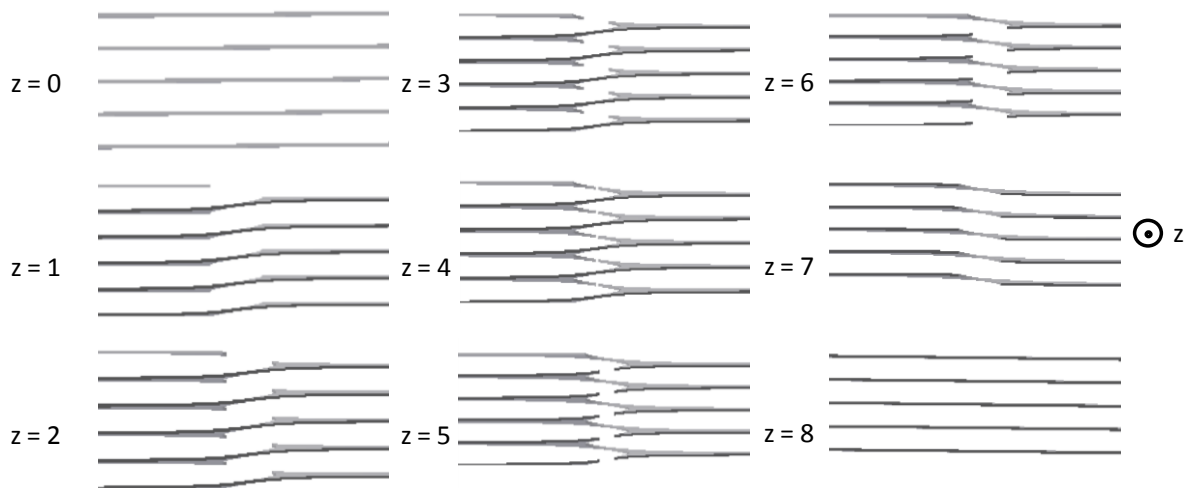 z = 0
z = 1
z = 2
z = 3
z = 4
z = 5
z = 6
z = 7
z = 8
z